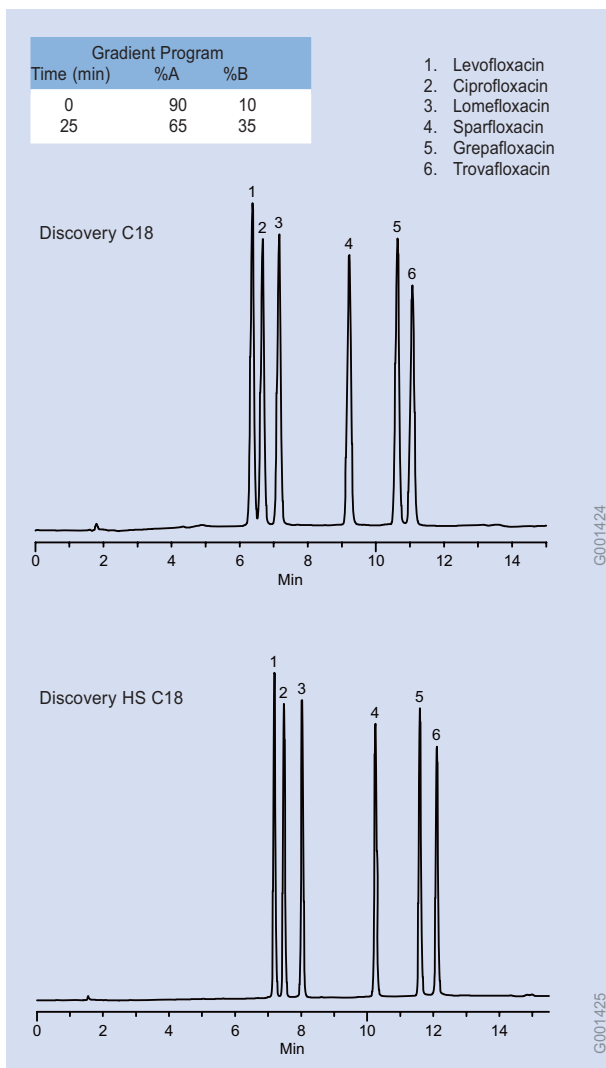 Gradient Program
Time (min) %A %B
0 90 10
25 65 35
1. Levofloxacin
2. Ciprofloxacin
3. Lomefloxacin
4. Sparfloxacin
5. Grepafloxacin
6. Trovafloxacin
Discovery C18
1 2 3 4 5 6
0 2 4 6 8 10 12 14
Min
G001424
Discovery HS C18
1 2 3 4 5 6
0 2 4 6 8 10 12 14
Min
G001425